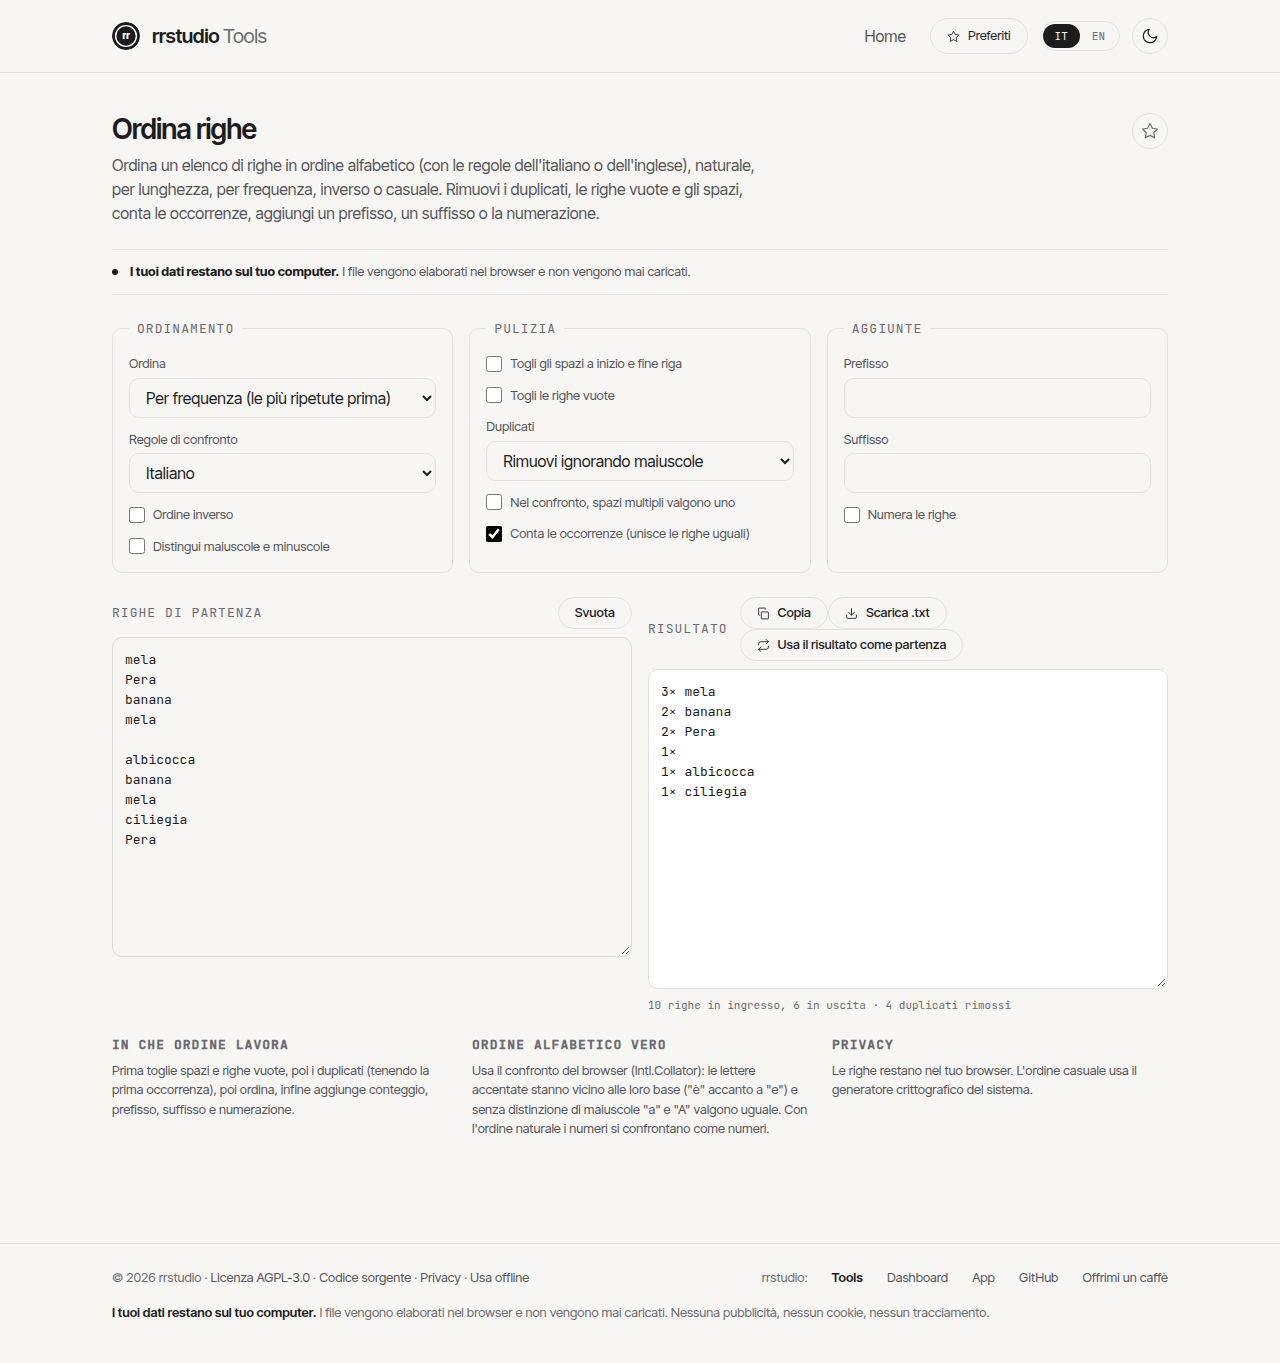 rr rrstudio Tools
Home
Preferiti
IT EN
Ordina righe
Ordina un elenco di righe in ordine alfabetico (con le regole dell'italiano o dell'inglese), naturale,
per lunghezza, per frequenza, inverso o casuale. Rimuovi i duplicati, le righe vuote e gli spazi,
conta le occorrenze, aggiungi un prefisso, un suffisso o la numerazione.
I tuoi dati restano sul tuo computer. I file vengono elaborati nel browser e non vengono mai caricati.
ORDINAMENTO
Ordina
Per frequenza (le più ripetute prima)
Regole di confronto
Italiano
Ordine inverso
Distingui maiuscole e minuscole
PULIZIA
Togli gli spazi a inizio e fine riga
Togli le righe vuote
Duplicati
Rimuovi ignorando maiuscole
Nel confronto, spazi multipli valgono uno
Conta le occorrenze (unisce le righe uguali)
AGGIUNTE
Prefisso
Suffisso
Numera le righe
RIGHE DI PARTENZA
Svuota
mela
Pera
banana
mela
albicocca
banana
mela
ciliegia
Pera
RISULTATO
Copia
Scarica .txt
Usa il risultato come partenza
3× mela
2× banana
2× Pera
1×
1× albicocca
1× ciliegia
10 righe in ingresso, 6 in uscita · 4 duplicati rimossi
IN CHE ORDINE LAVORA
Prima toglie spazi e righe vuote, poi i duplicati (tenendo la
prima occorrenza), poi ordina, infine aggiunge conteggio,
prefisso, suffisso e numerazione.
ORDINE ALFABETICO VERO
Usa il confronto del browser (Intl.Collator): le lettere
accentate stanno vicino alle loro base ("è" accanto a "e") e
senza distinzione di maiuscole "a" e "A" valgono uguale. Con
l'ordine naturale i numeri si confrontano come numeri.
PRIVACY
Le righe restano nel tuo browser. L'ordine casuale usa il
generatore crittografico del sistema.
© 2026 rrstudio · Licenza AGPL-3.0 · Codice sorgente · Privacy · Usa offline
rrstudio: Tools Dashboard App GitHub Offrimi un caffè
I tuoi dati restano sul tuo computer. I file vengono elaborati nel browser e non vengono mai caricati. Nessuna pubblicità, nessun cookie, nessun tracciamento.